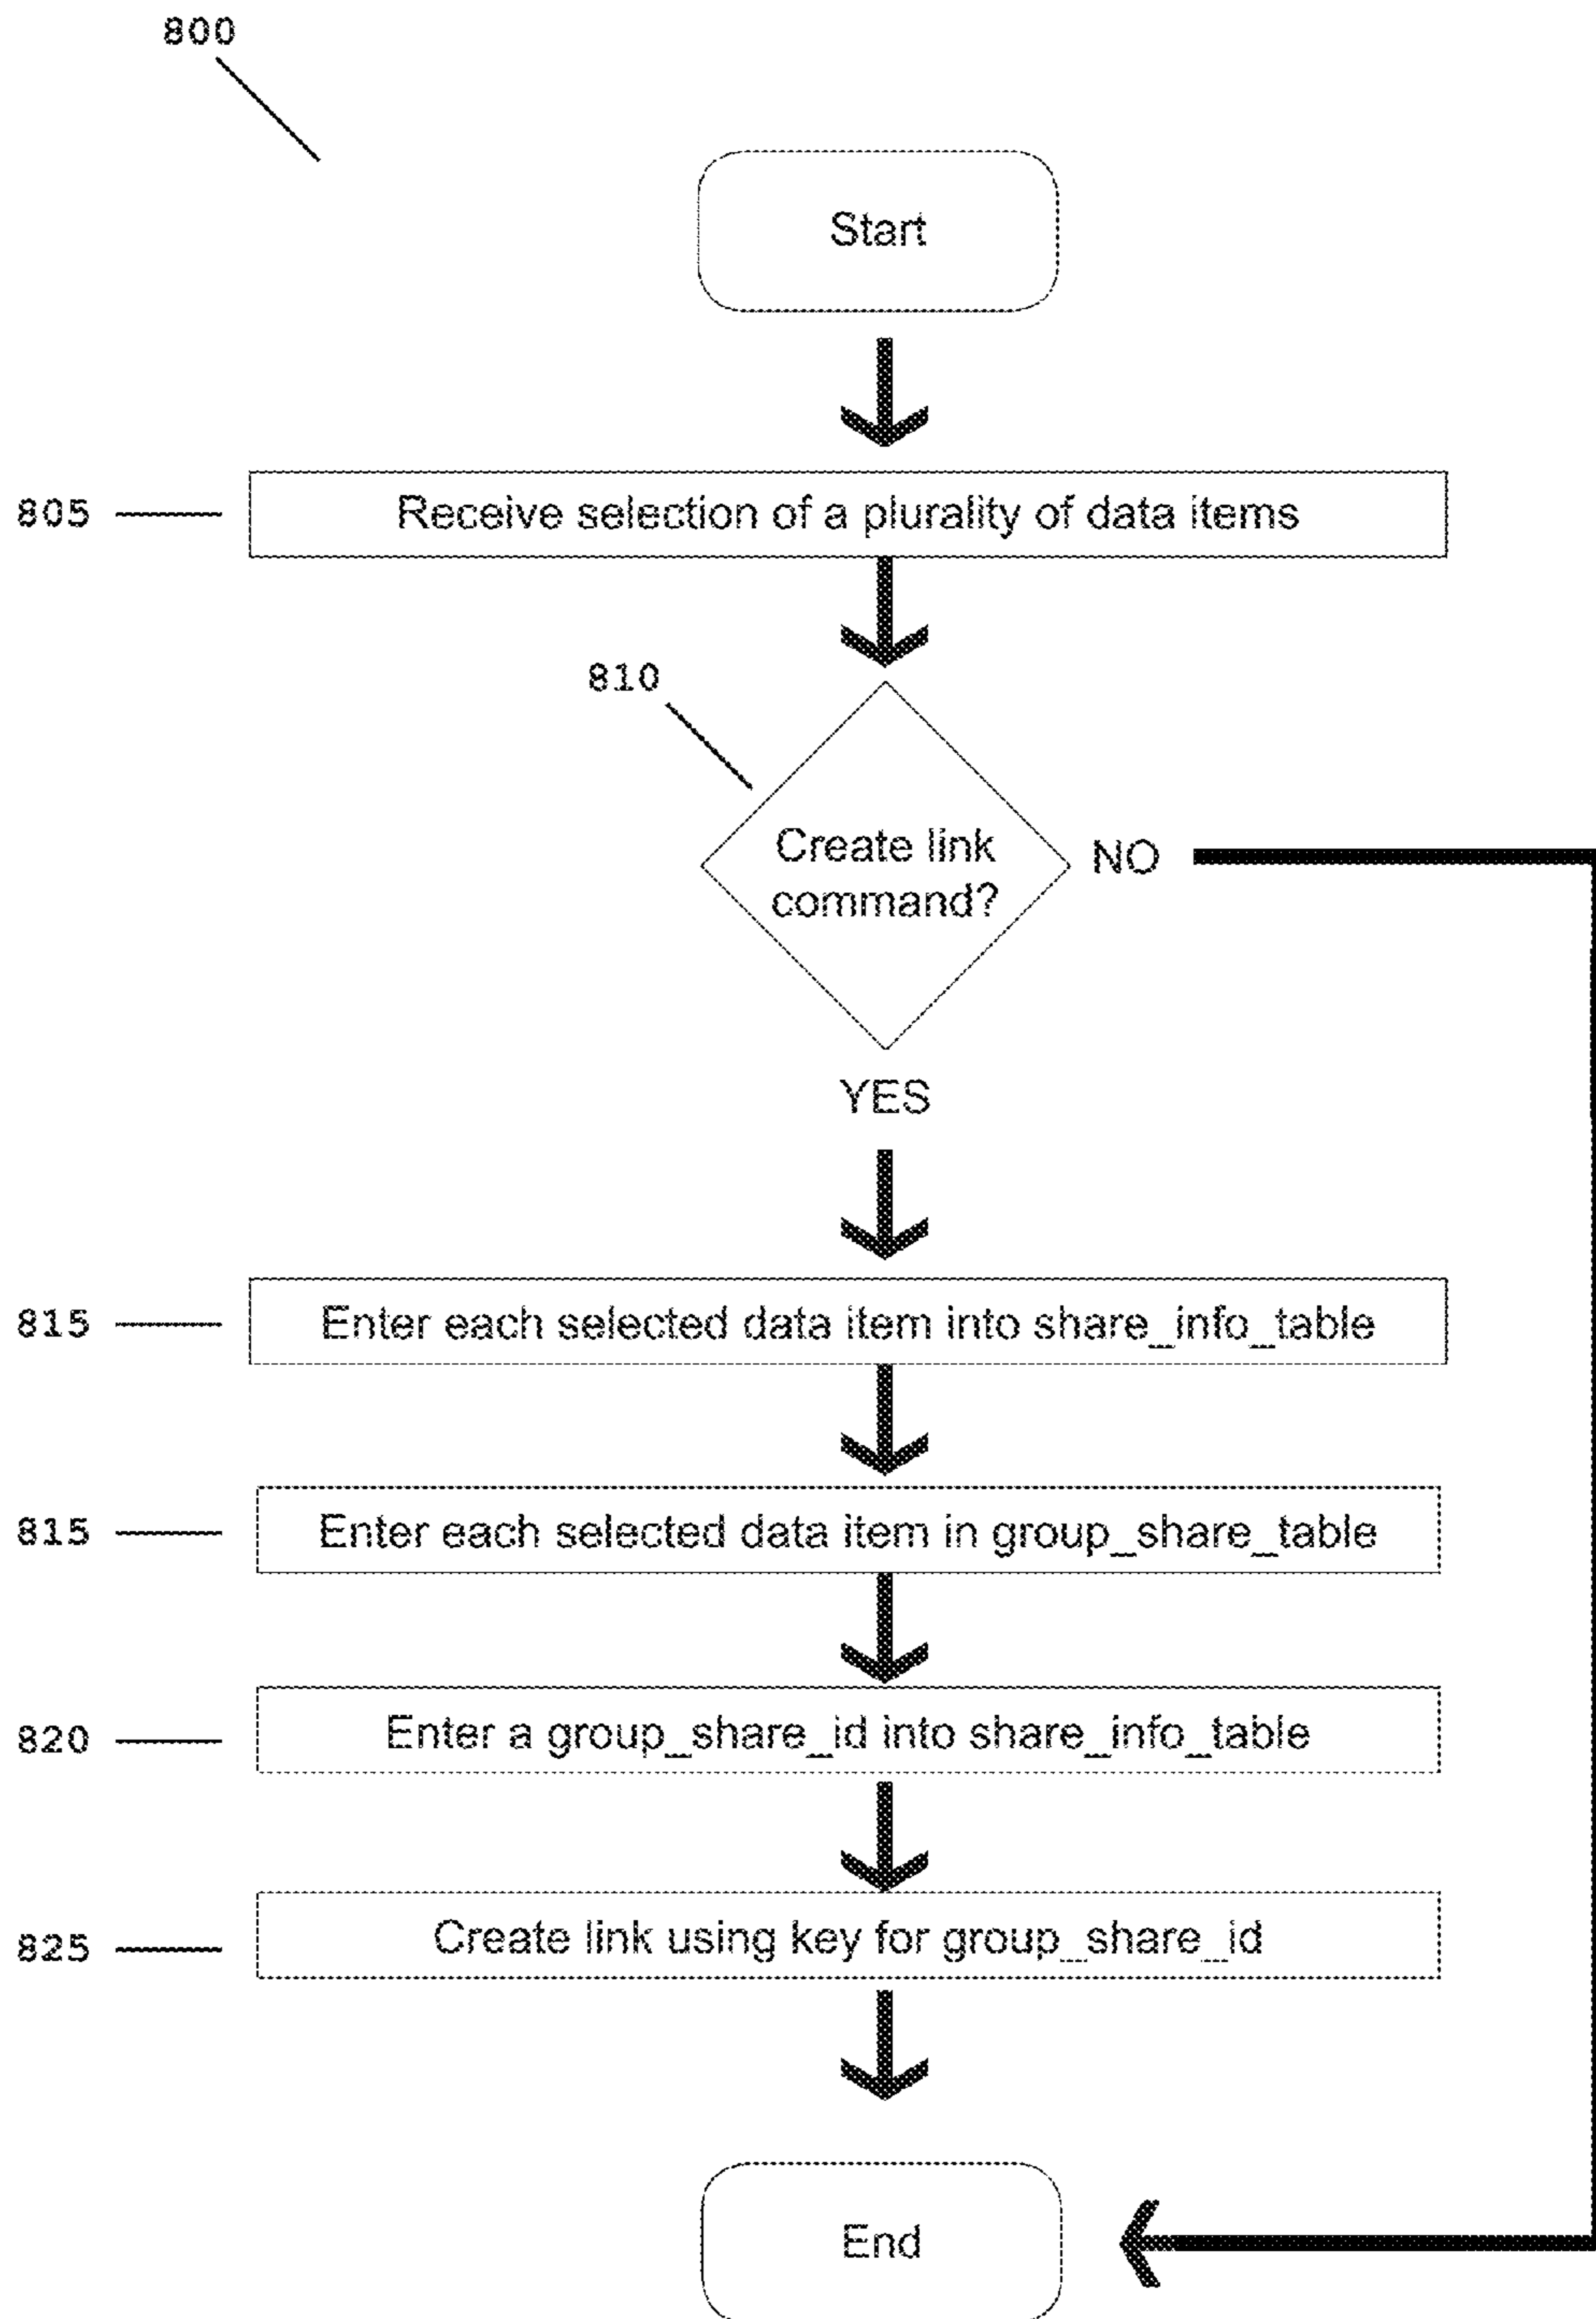 800
Start
805 Receive selection of a plurality of data items
810
Create link
command?
NO
YES
815 Enter each selected data item into share_info_table
815 Enter each selected data item in group_share_table
820 Enter a group_share_id into share_info_table
825 Create link using key for group_share_id
End